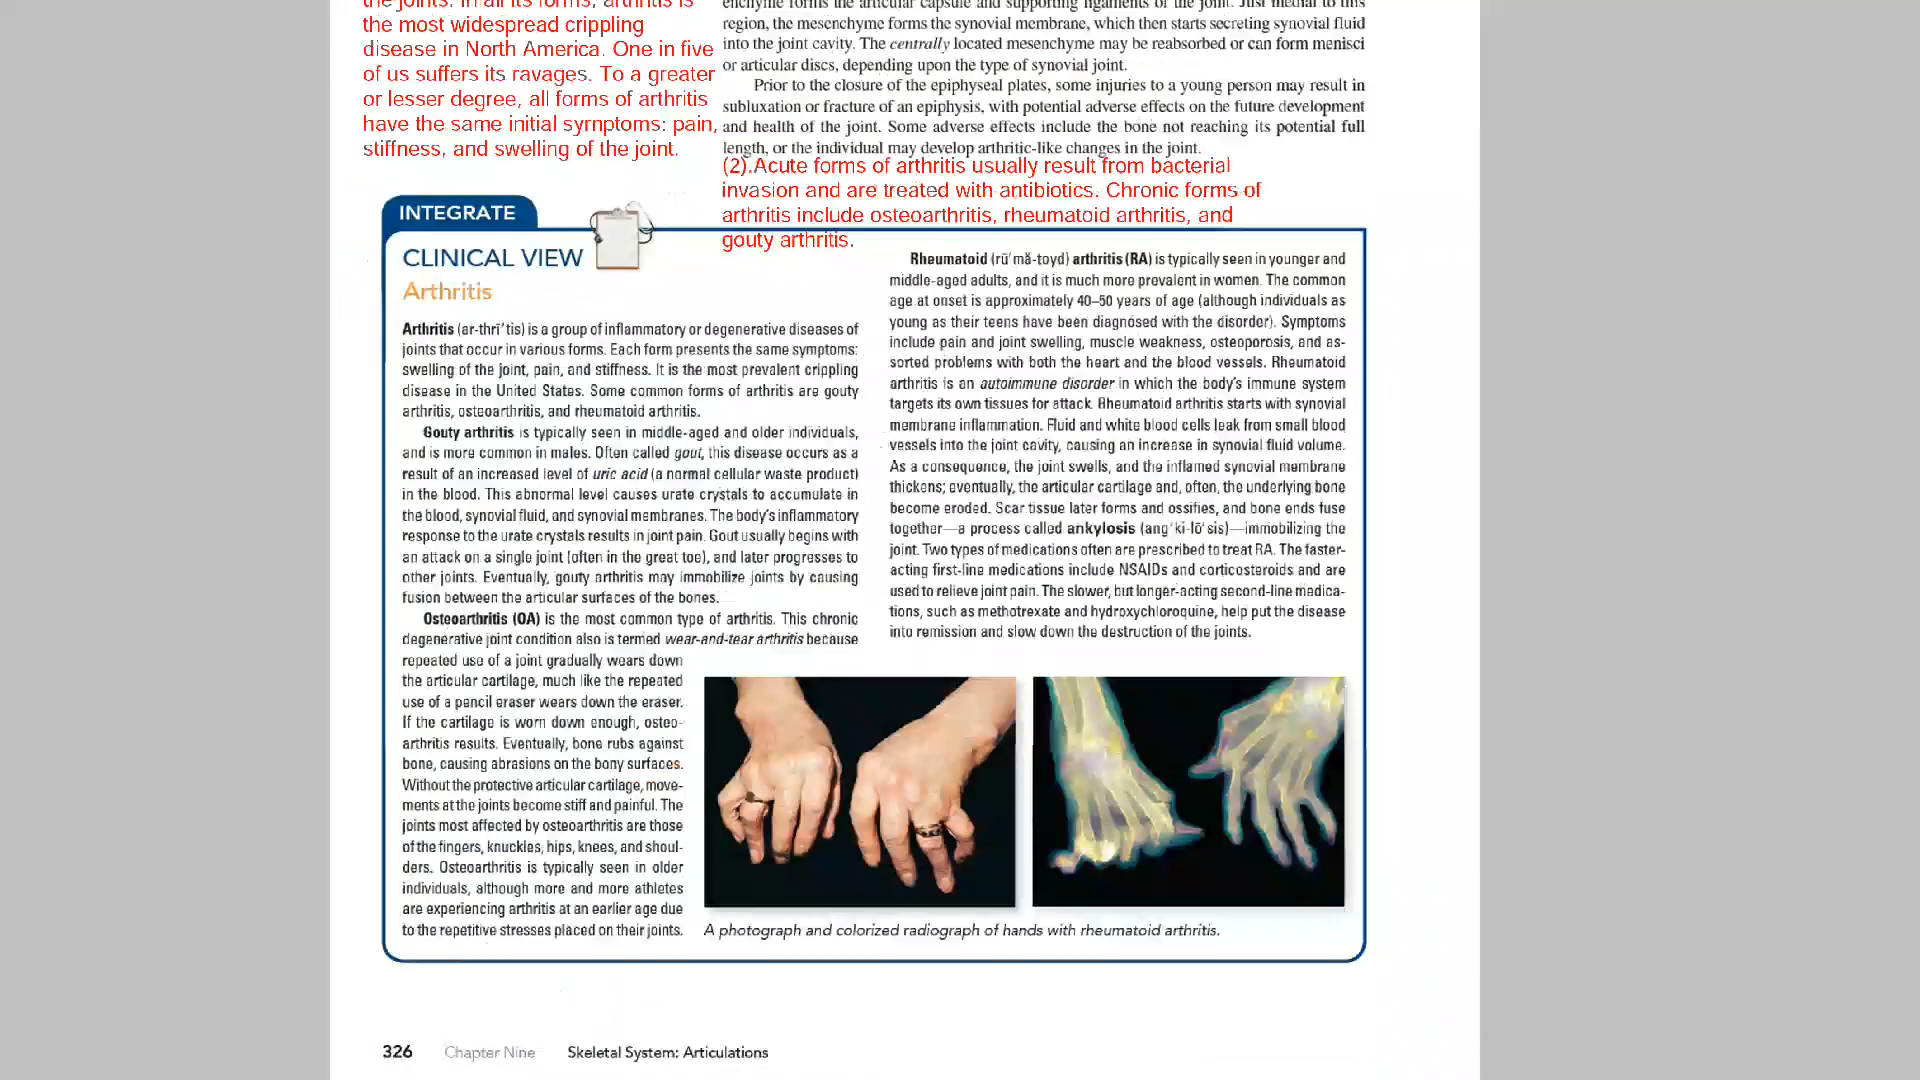 the joints. In all its forms, arthritis is
the most widespread crippling
disease in North America. One in five
of us suffers its ravages. To a greater
or lesser degree, all forms of arthritis
have the same initial syrnptoms: pain,
stiffness, and swelling of the joint.
enchyme forms the articular capsule and supporting ligaments of the joint. Just medial to this
region, the mesenchyme forms the synovial membrane, which then starts secreting synovial fluid
into the joint cavity. The centrally located mesenchyme may be reabsorbed or can form menisci
or articular discs, depending upon the type of synovial joint.
Prior to the closure of the epiphyseal plates, some injuries to a young person may result in
subluxation or fracture of an epiphysis, with potential adverse effects on the future development
and health of the joint. Some adverse effects include the bone not reaching its potential full
length, or the individual may develop arthritic-like changes in the joint.
(2).Acute forms of arthritis usually result from bacterial
invasion and are treated with antibiotics. Chronic forms of
arthritis include osteoarthritis, rheumatoid arthritis, and
gouty arthritis.
INTEGRATE
CLINICAL VIEW
Arthritis
Arthritis (ar-thrī′tis) is a group of inflammatory or degenerative diseases of
joints that occur in various forms. Each form presents the same symptoms:
swelling of the joint, pain, and stiffness. It is the most prevalent crippling
disease in the United States. Some common forms of arthritis are gouty
arthritis, osteoarthritis, and rheumatoid arthritis.
Gouty arthritis is typically seen in middle-aged and older individuals,
and is more common in males. Often called gout, this disease occurs as a
result of an increased level of uric acid (a normal cellular waste product)
in the blood. This abnormal level causes urate crystals to accumulate in
the blood, synovial fluid, and synovial membranes. The body's inflammatory
response to the urate crystals results in joint pain. Gout usually begins with
an attack on a single joint (often in the great toe), and later progresses to
other joints. Eventually, gouty arthritis may immobilize joints by causing
fusion between the articular surfaces of the bones.
Osteoarthritis (OA) is the most common type of arthritis. This chronic
degenerative joint condition also is termed wear-and-tear arthritis because
repeated use of a joint gradually wears down
the articular cartilage, much like the repeated
use of a pencil eraser wears down the eraser.
If the cartilage is worn down enough, osteo-
arthritis results. Eventually, bone rubs against
bone, causing abrasions on the bony surfaces.
Without the protective articular cartilage, move-
ments at the joints become stiff and painful. The
joints most affected by osteoarthritis are those
of the fingers, knuckles, hips, knees, and shoul-
ders. Osteoarthritis is typically seen in older
individuals, although more and more athletes
are experiencing arthritis at an earlier age due
to the repetitive stresses placed on their joints.
Rheumatoid (rū′mă-toyd) arthritis (RA) is typically seen in younger and
middle-aged adults, and it is much more prevalent in women. The common
age at onset is approximately 40–50 years of age (although individuals as
young as their teens have been diagnosed with the disorder). Symptoms
include pain and joint swelling, muscle weakness, osteoporosis, and as-
sorted problems with both the heart and the blood vessels. Rheumatoid
arthritis is an autoimmune disorder in which the body's immune system
targets its own tissues for attack. Rheumatoid arthritis starts with synovial
membrane inflammation. Fluid and white blood cells leak from small blood
vessels into the joint cavity, causing an increase in synovial fluid volume.
As a consequence, the joint swells, and the inflamed synovial membrane
thickens; eventually, the articular cartilage and, often, the underlying bone
become eroded. Scar tissue later forms and ossifies, and bone ends fuse
together—a process called ankylosis (ang′ki-lō′sis)—immobilizing the
joint. Two types of medications often are prescribed to treat RA. The faster-
acting first-line medications include NSAIDs and corticosteroids and are
used to relieve joint pain. The slower, but longer-acting second-line medica-
tions, such as methotrexate and hydroxychloroquine, help put the disease
into remission and slow down the destruction of the joints.
A photograph and colorized radiograph of hands with rheumatoid arthritis.
326 Chapter Nine Skeletal System: Articulations